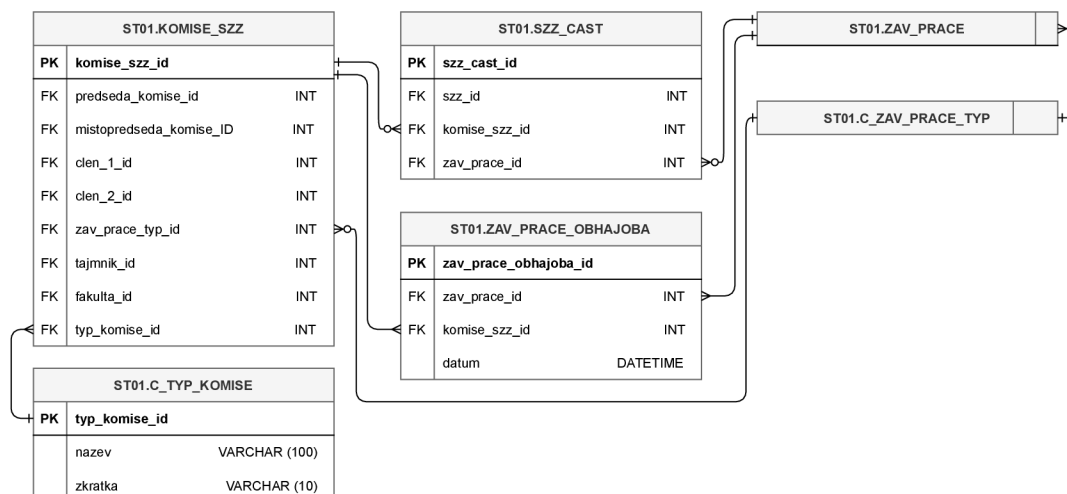 ST01.KOMISE_SZZ
PK komise_szz_id
FK predseda_komise_id INT
FK mistopredseda_komise_ID INT
FK clen_1_id INT
FK clen_2_id INT
FK zav_prace_typ_id INT
FK tajmnik_id INT
FK fakulta_id INT
FK typ_komise_id INT
ST01.C_TYP_KOMISE
PK typ_komise_id
nazev VARCHAR (100)
zkratka VARCHAR (10)
ST01.SZZ_CAST
PK szz_cast_id
FK szz_id INT
FK komise_szz_id INT
FK zav_prace_id INT
ST01.ZAV_PRACE_OBHAJOBA
PK zav_prace_obhajoba_id
FK zav_prace_id INT
FK komise_szz_id INT
datum DATETIME
ST01.ZAV_PRACE
ST01.C_ZAV_PRACE_TYP